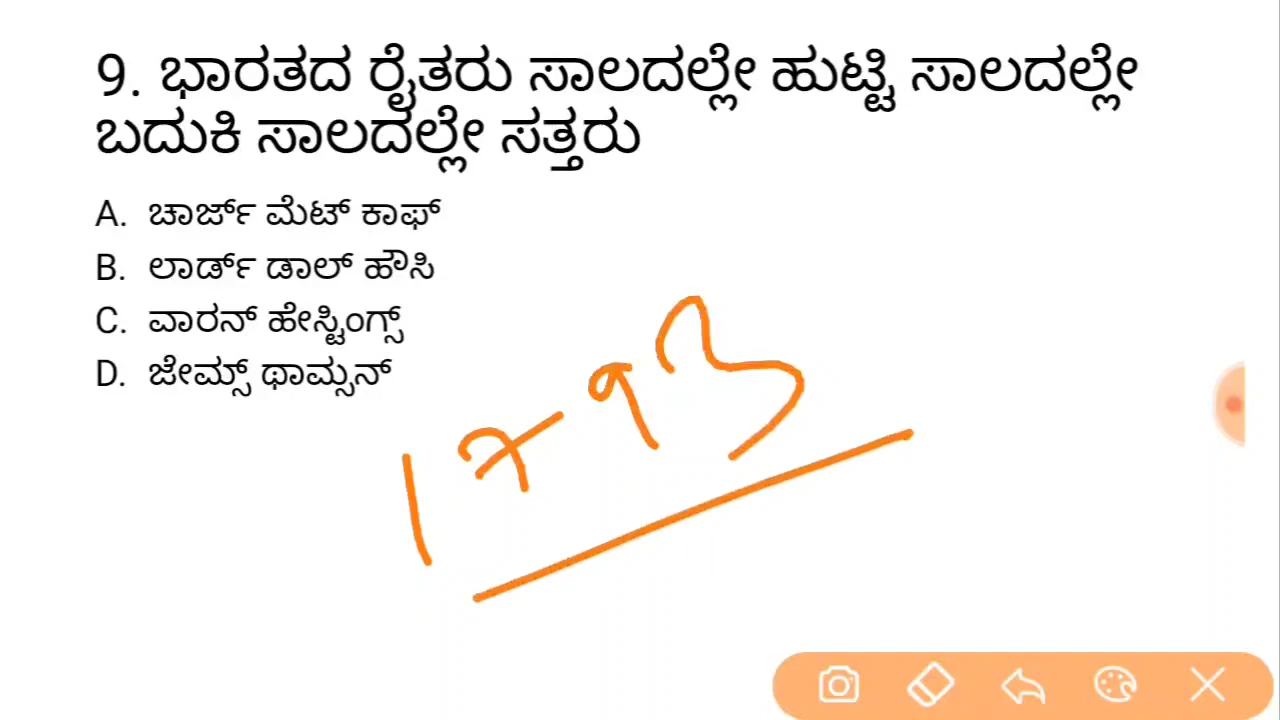 9. ಭಾರತದ ರೈತರು ಸಾಲದಲ್ಲೇ ಹುಟ್ಟಿ ಸಾಲದಲ್ಲೇ
ಬದುಕಿ ಸಾಲದಲ್ಲೇ ಸತ್ತರು
A. ಚಾರ್ಜ್ ಮೆಟ್ ಕಾಫ್
B. ಲಾರ್ಡ್ ಡಾಲ್ ಹೌಸಿ
C. ವಾರನ್ ಹೇಸ್ಟಿಂಗ್ಸ್
D. ಜೇಮ್ಸ್ ಥಾಮ್ಸನ್
1793